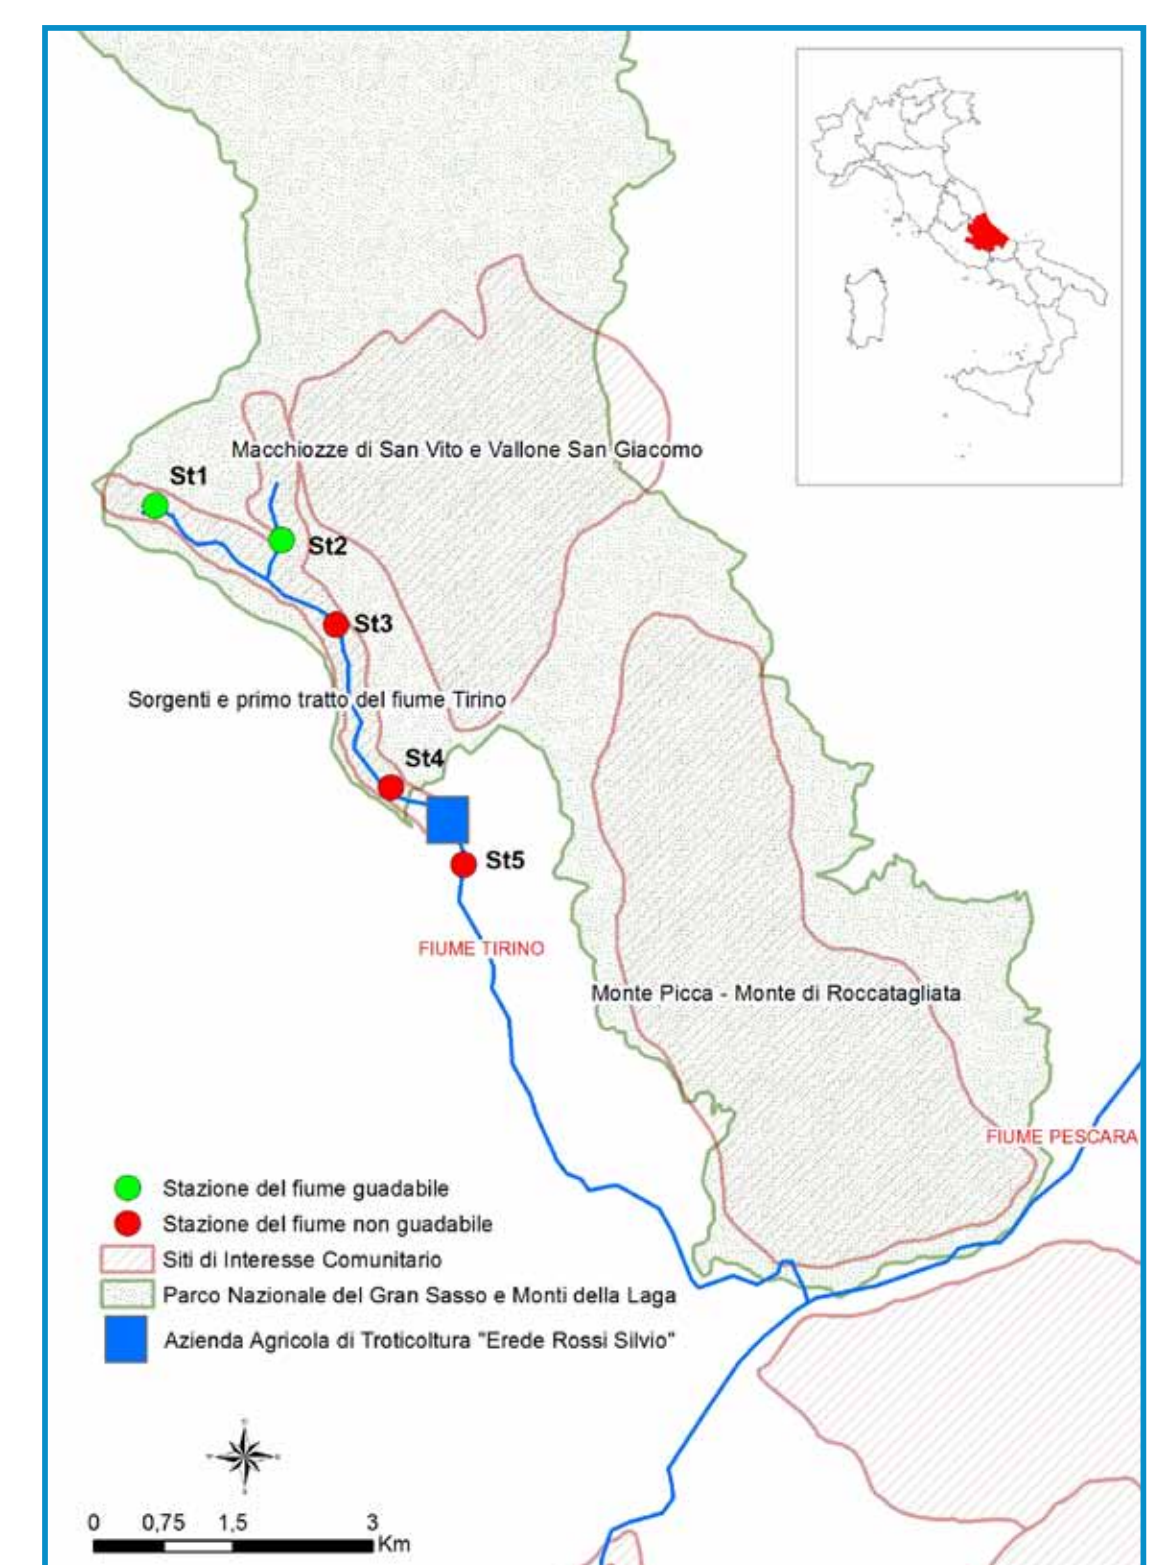 Macchiozze di San Vito e Vallone San Giacomo
St1
St2
St3
Sorgenti e primo tratto del fiume Tirino
St4
St5
FIUME TIRINO
Monte Picca - Monte di Roccatagliata
FIUME PESCARA
Stazione del fiume guadabile
Stazione del fiume non guadabile
Siti di Interesse Comunitario
Parco Nazionale del Gran Sasso e Monti della Laga
Azienda Agricola di Troticoltura "Erede Rossi Silvio"
0 0,75 1,5 3
Km